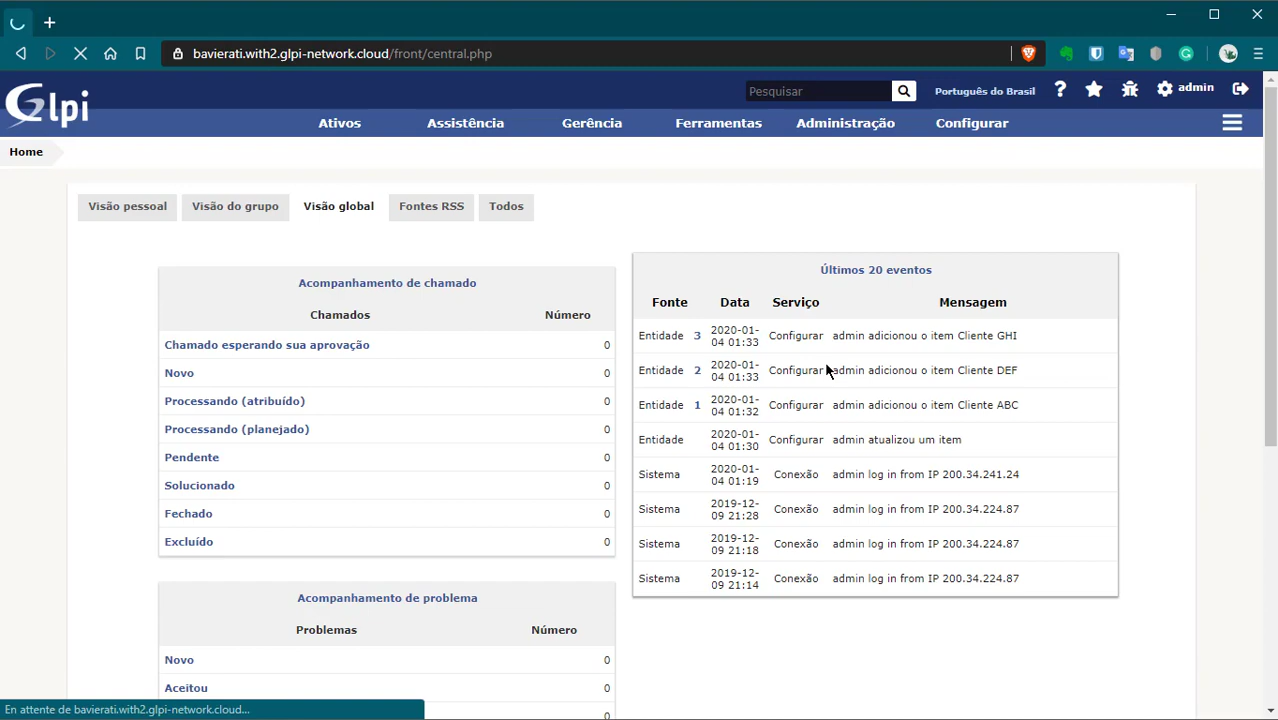 bavierati.with2.glpi-network.cloud/front/central.php
Glpi
Pesquisar
Português do Brasil
?
admin
Ativos
Assistência
Gerência
Ferramentas
Administração
Configurar
Home
Visão pessoal
Visão do grupo
Visão global
Fontes RSS
Todos
Acompanhamento de chamado
Chamados Número
Chamado esperando sua aprovação 0
Novo 0
Processando (atribuído) 0
Processando (planejado) 0
Pendente 0
Solucionado 0
Fechado 0
Excluído 0
Acompanhamento de problema
Problemas Número
Novo 0
Aceitou 0
0
Últimos 20 eventos
Fonte Data Serviço Mensagem
Entidade 3 2020-01-
04 01:33 Configurar admin adicionou o item Cliente GHI
Entidade 2 2020-01-
04 01:33 Configurar admin adicionou o item Cliente DEF
Entidade 1 2020-01-
04 01:32 Configurar admin adicionou o item Cliente ABC
Entidade 2020-01-
04 01:30 Configurar admin atualizou um item
Sistema 2020-01-
04 01:19 Conexão admin log in from IP 200.34.241.24
Sistema 2019-12-
09 21:28 Conexão admin log in from IP 200.34.224.87
Sistema 2019-12-
09 21:18 Conexão admin log in from IP 200.34.224.87
Sistema 2019-12-
09 21:14 Conexão admin log in from IP 200.34.224.87
En attente de bavierati.with2.glpi-network.cloud...